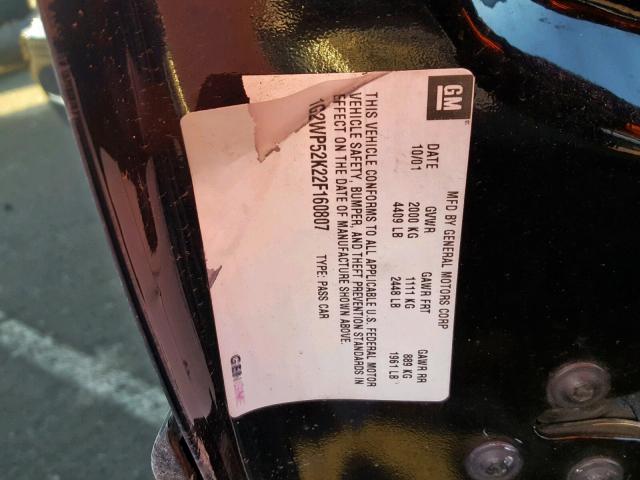 GM
MFD BY GENERAL MOTORS CORP
DATE GVWR GAWR FRT GAWR RR
10/01 2000 KG 1111 KG 889 KG
4409 LB 2448 LB 1961 LB
THIS VEHICLE CONFORMS TO ALL APPLICABLE U.S. FEDERAL MOTOR
VEHICLE SAFETY, BUMPER, AND THEFT PREVENTION STANDARDS IN
EFFECT ON THE DATE OF MANUFACTURE SHOWN ABOVE.
1G2WP52K22F160807 TYPE: PASS CAR
GENUINE